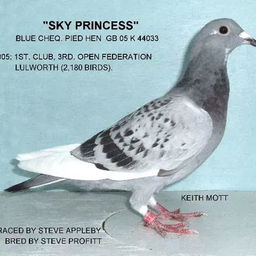 "SKY PRINCESS"
BLUE CHEQ. PIED HEN GB 05 K 44033
005: 1ST. CLUB, 3RD. OPEN FEDERATION
LULWORTH (2,180 BIRDS).
KEITH MOTT
RACED BY STEVE APPLEBY
BRED BY STEVE PROFITT